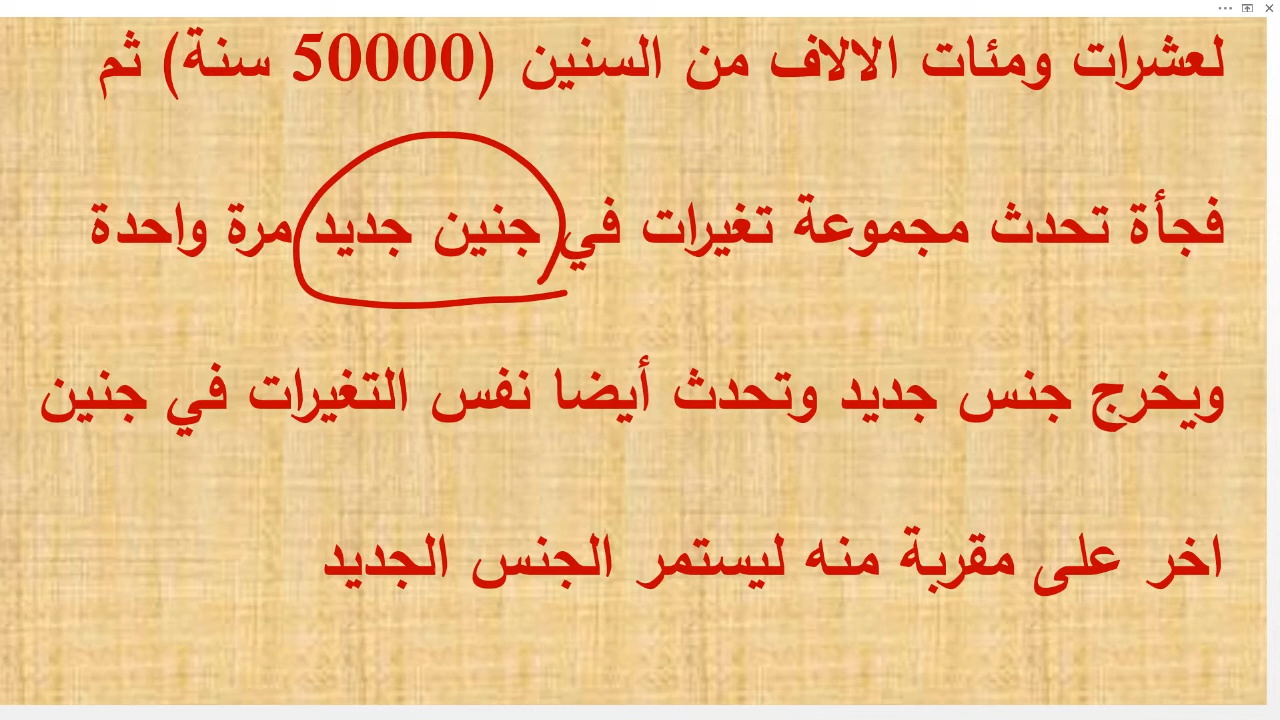 لعشرات ومئات الالاف من السنين (50000 سنة) ثم
فجأة تحدث مجموعة تغيرات في جنين جديد مرة واحدة
ويخرج جنس جديد وتحدث أيضا نفس التغيرات في جنين
اخر على مقربة منه ليستمر الجنس الجديد